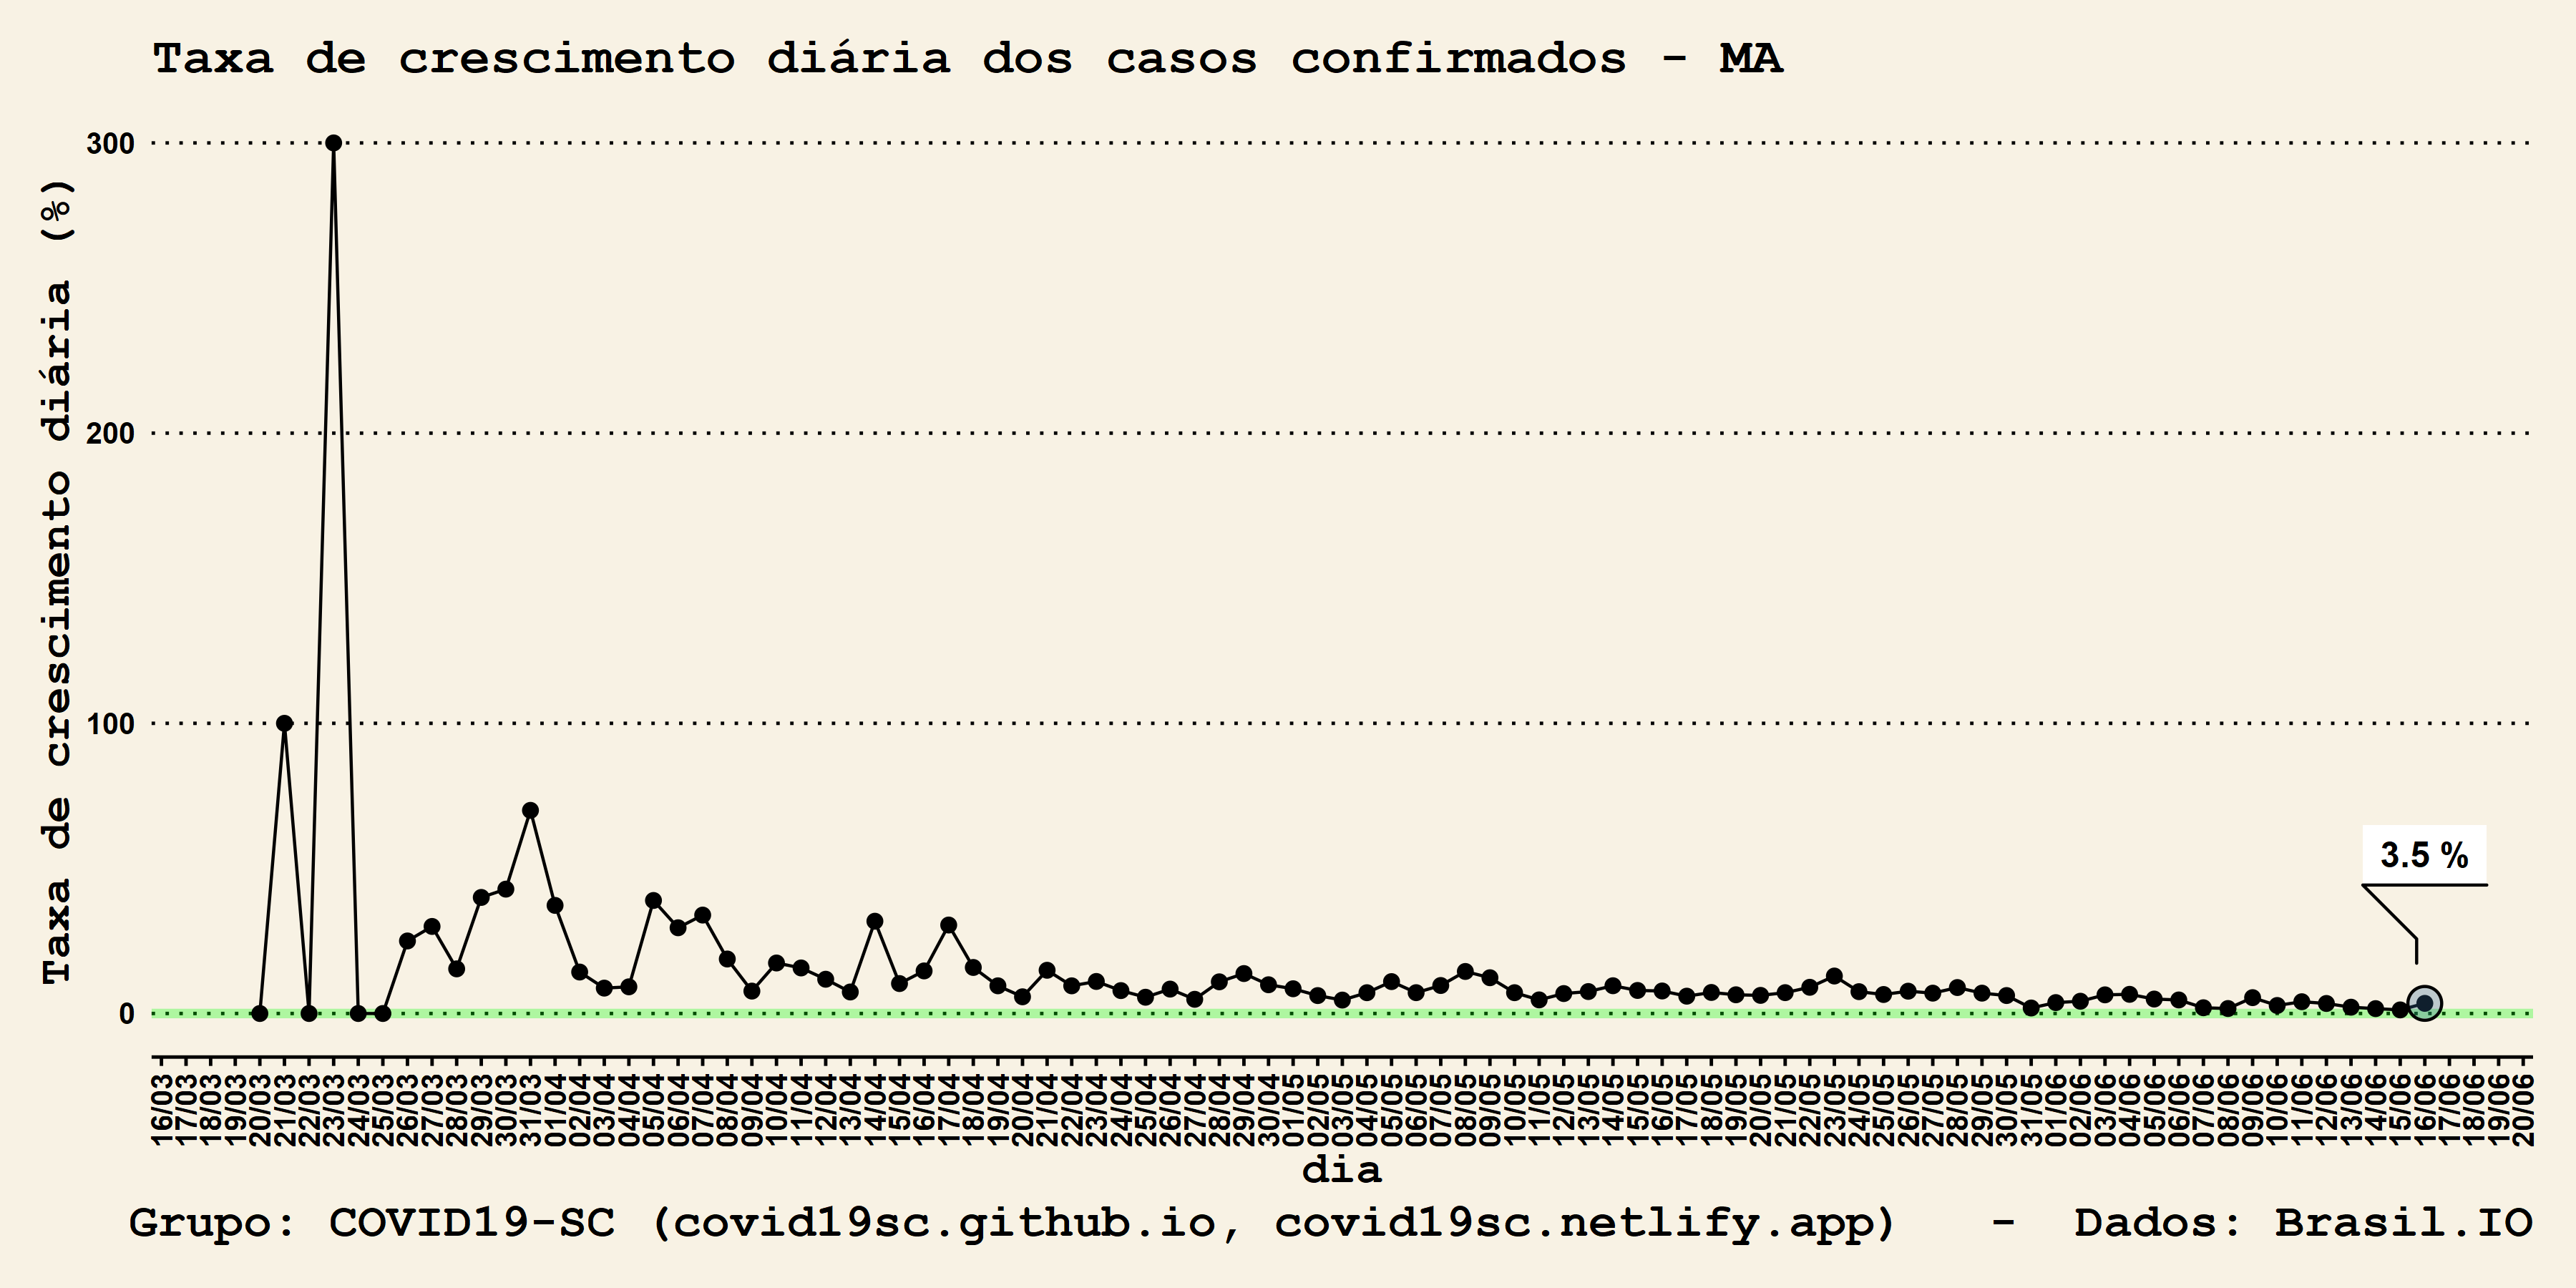 Taxa de crescimento diária dos casos confirmados - MA
Taxa de crescimento diária (%)
300
200
100
0
3.5 %
16/03 17/03 18/03 19/03 20/03 21/03 22/03 23/03 24/03 25/03 26/03 27/03 28/03 29/03 30/03 31/03 01/04 02/04 03/04 04/04 05/04 06/04 07/04 08/04 09/04 10/04 11/04 12/04 13/04 14/04 15/04 16/04 17/04 18/04 19/04 20/04 21/04 22/04 23/04 24/04 25/04 26/04 27/04 28/04 29/04 30/04 01/05 02/05 03/05 04/05 05/05 06/05 07/05 08/05 09/05 10/05 11/05 12/05 13/05 14/05 15/05 16/05 17/05 18/05 19/05 20/05 21/05 22/05 23/05 24/05 25/05 26/05 27/05 28/05 29/05 30/05 31/05 01/06 02/06 03/06 04/06 05/06 06/06 07/06 08/06 09/06 10/06 11/06 12/06 13/06 14/06 15/06 16/06 17/06 18/06 19/06 20/06
dia
Grupo: COVID19-SC (covid19sc.github.io, covid19sc.netlify.app) - Dados: Brasil.IO